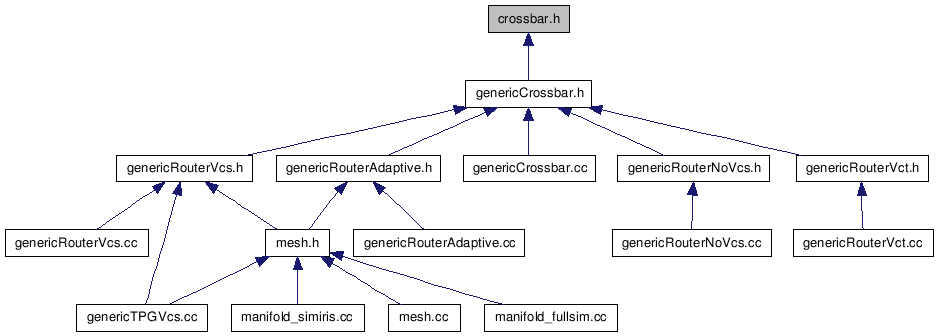 crossbar.h
genericCrossbar.h
genericRouterVcs.h
genericRouterAdaptive.h
genericCrossbar.cc
genericRouterNoVcs.h
genericRouterVct.h
genericRouterVcs.cc
mesh.h
genericRouterAdaptive.cc
genericRouterNoVcs.cc
genericRouterVct.cc
genericTPGVcs.cc
manifold_simiris.cc
mesh.cc
manifold_fullsim.cc